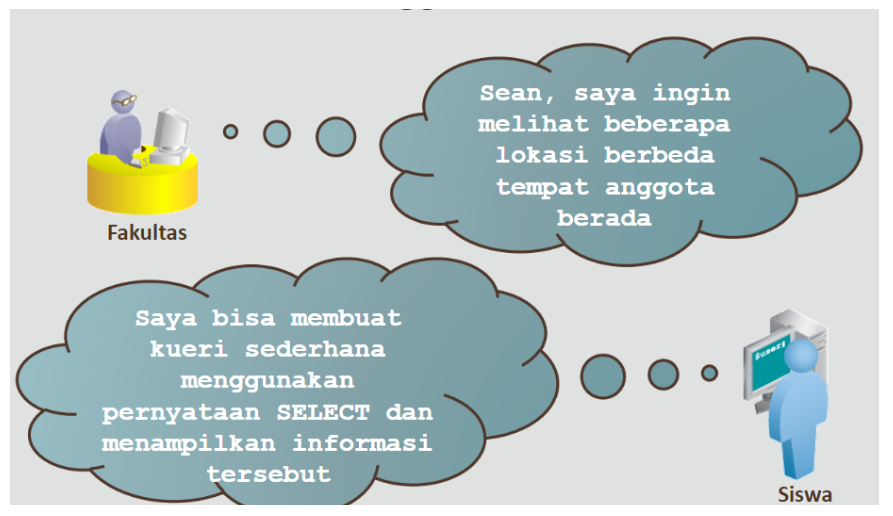 Sean, saya ingin
melihat beberapa
lokasi berbeda
tempat anggota
berada
Fakultas
Saya bisa membuat
kueri sederhana
menggunakan
pernyataan SELECT dan
menampilkan informasi
tersebut
Siswa